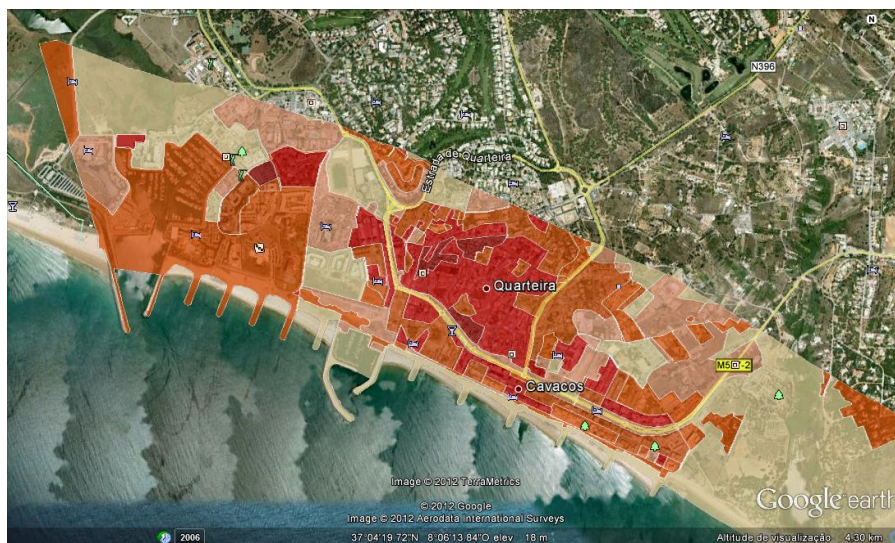 N
N396
Estrada de Quarteira
Quarteira
M5 -2
Cavacos
Image © 2012 TerraMetrics
© 2012 Google
Image © 2012 Aerodata International Surveys
Google earth
2006
37°04'19.72"N 8°06'13.84"O elev 18 m
Altitude de visualização 4.30 km